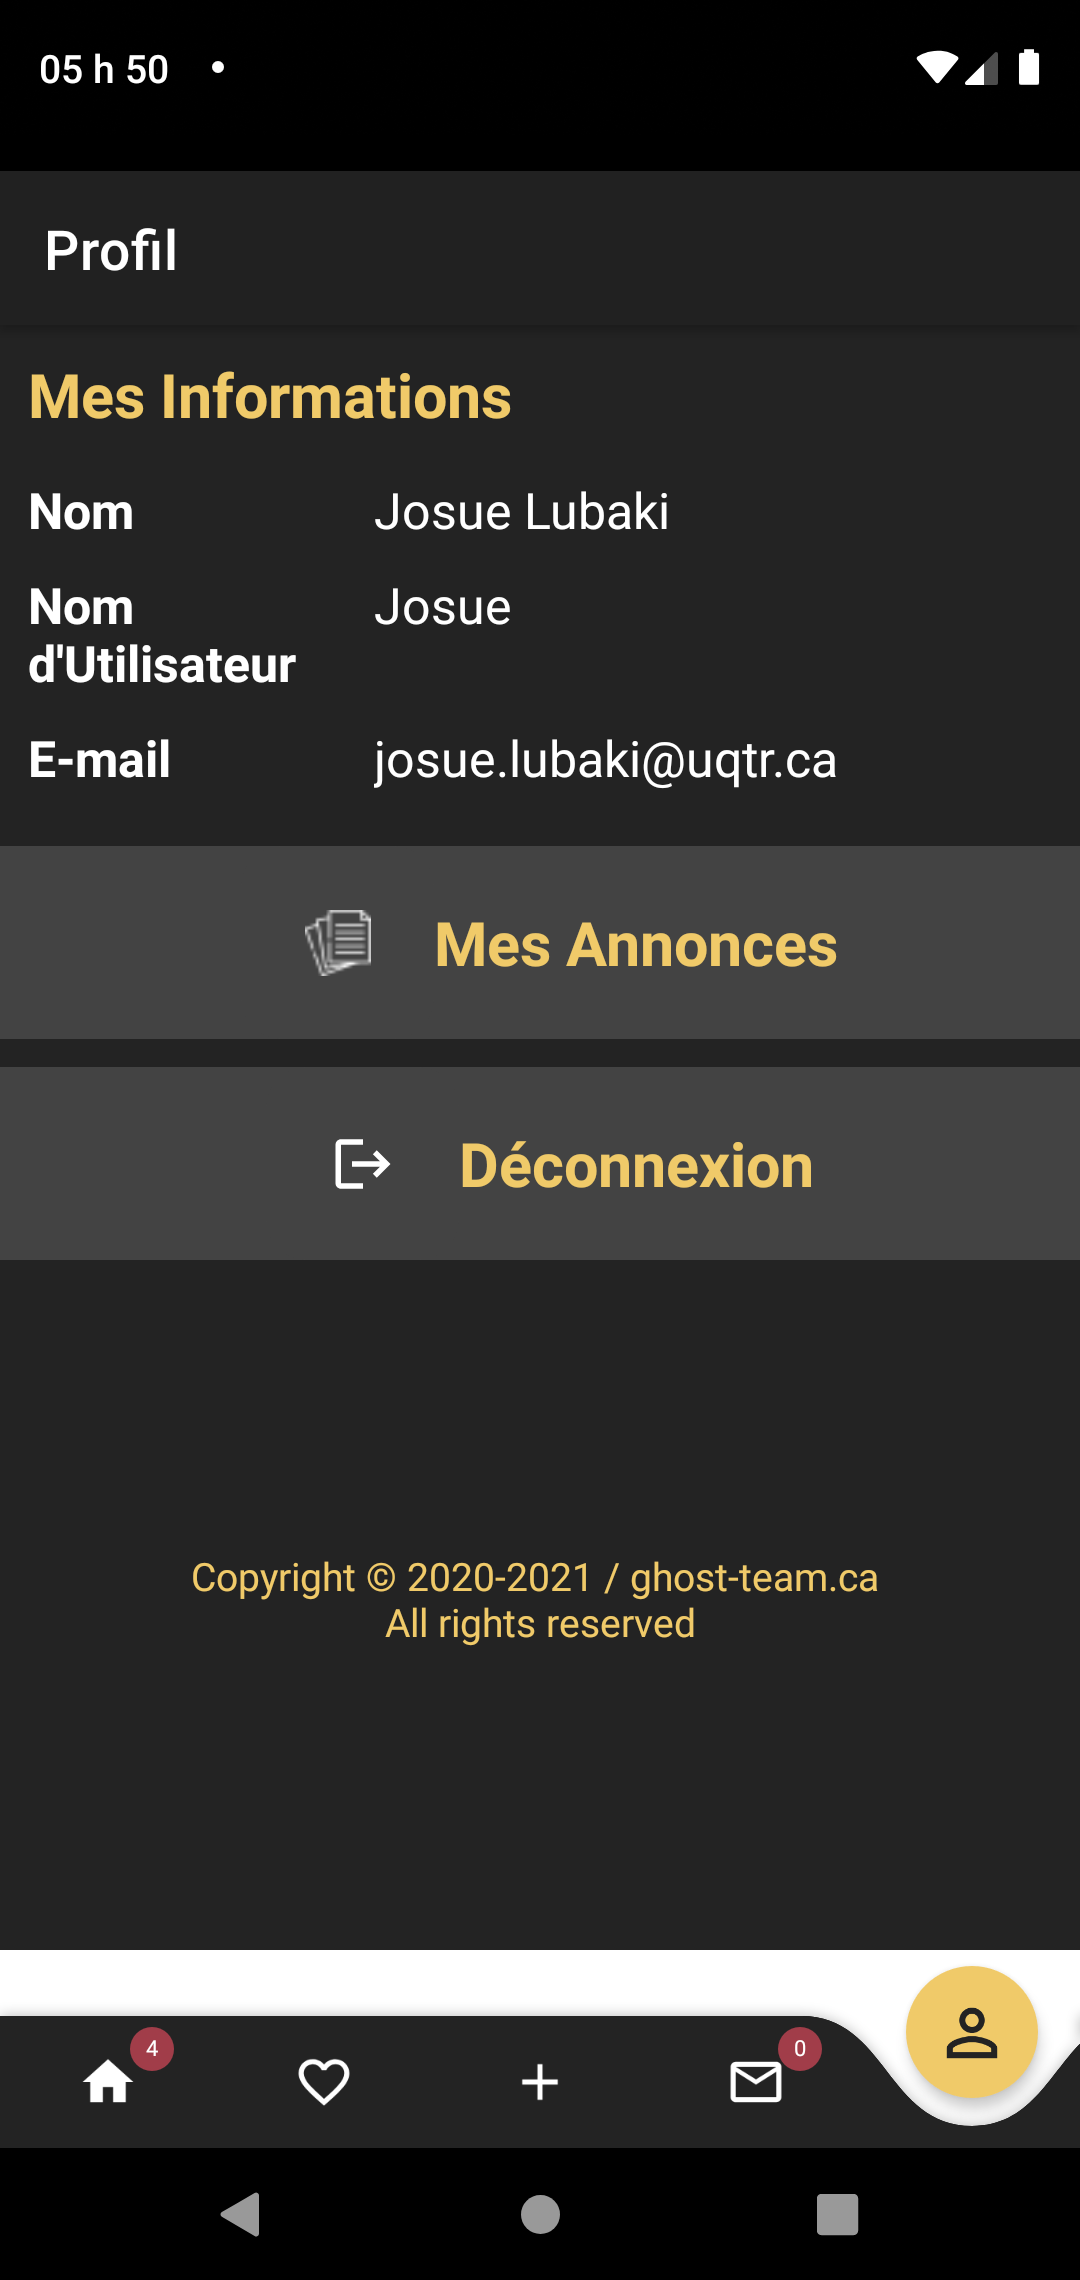 05 h 50
Profil
Mes Informations
Nom Josue Lubaki
Nom Josue
d'Utilisateur
E-mail josue.lubaki@uqtr.ca
Mes Annonces
Déconnexion
Copyright © 2020-2021 / ghost-team.ca
All rights reserved
4 0